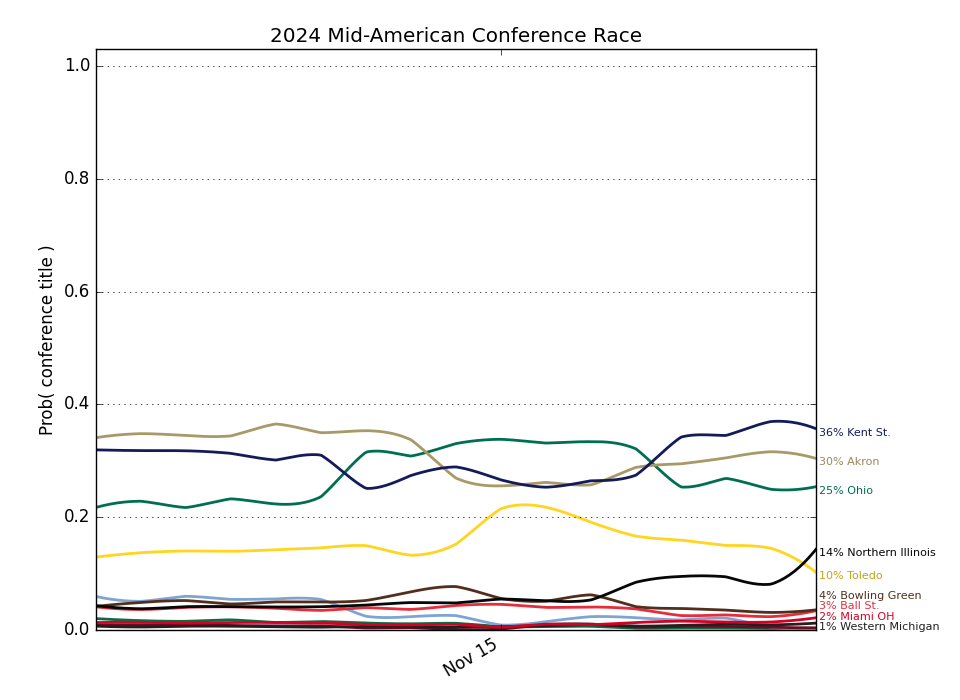 2024 Mid-American Conference Race
1.0
0.8
0.6
0.4
0.2
0.0
Prob( conference title )
Nov 15
36% Kent St.
30% Akron
25% Ohio
14% Northern Illinois
10% Toledo
4% Bowling Green
3% Ball St.
2% Miami OH
1% Western Michigan